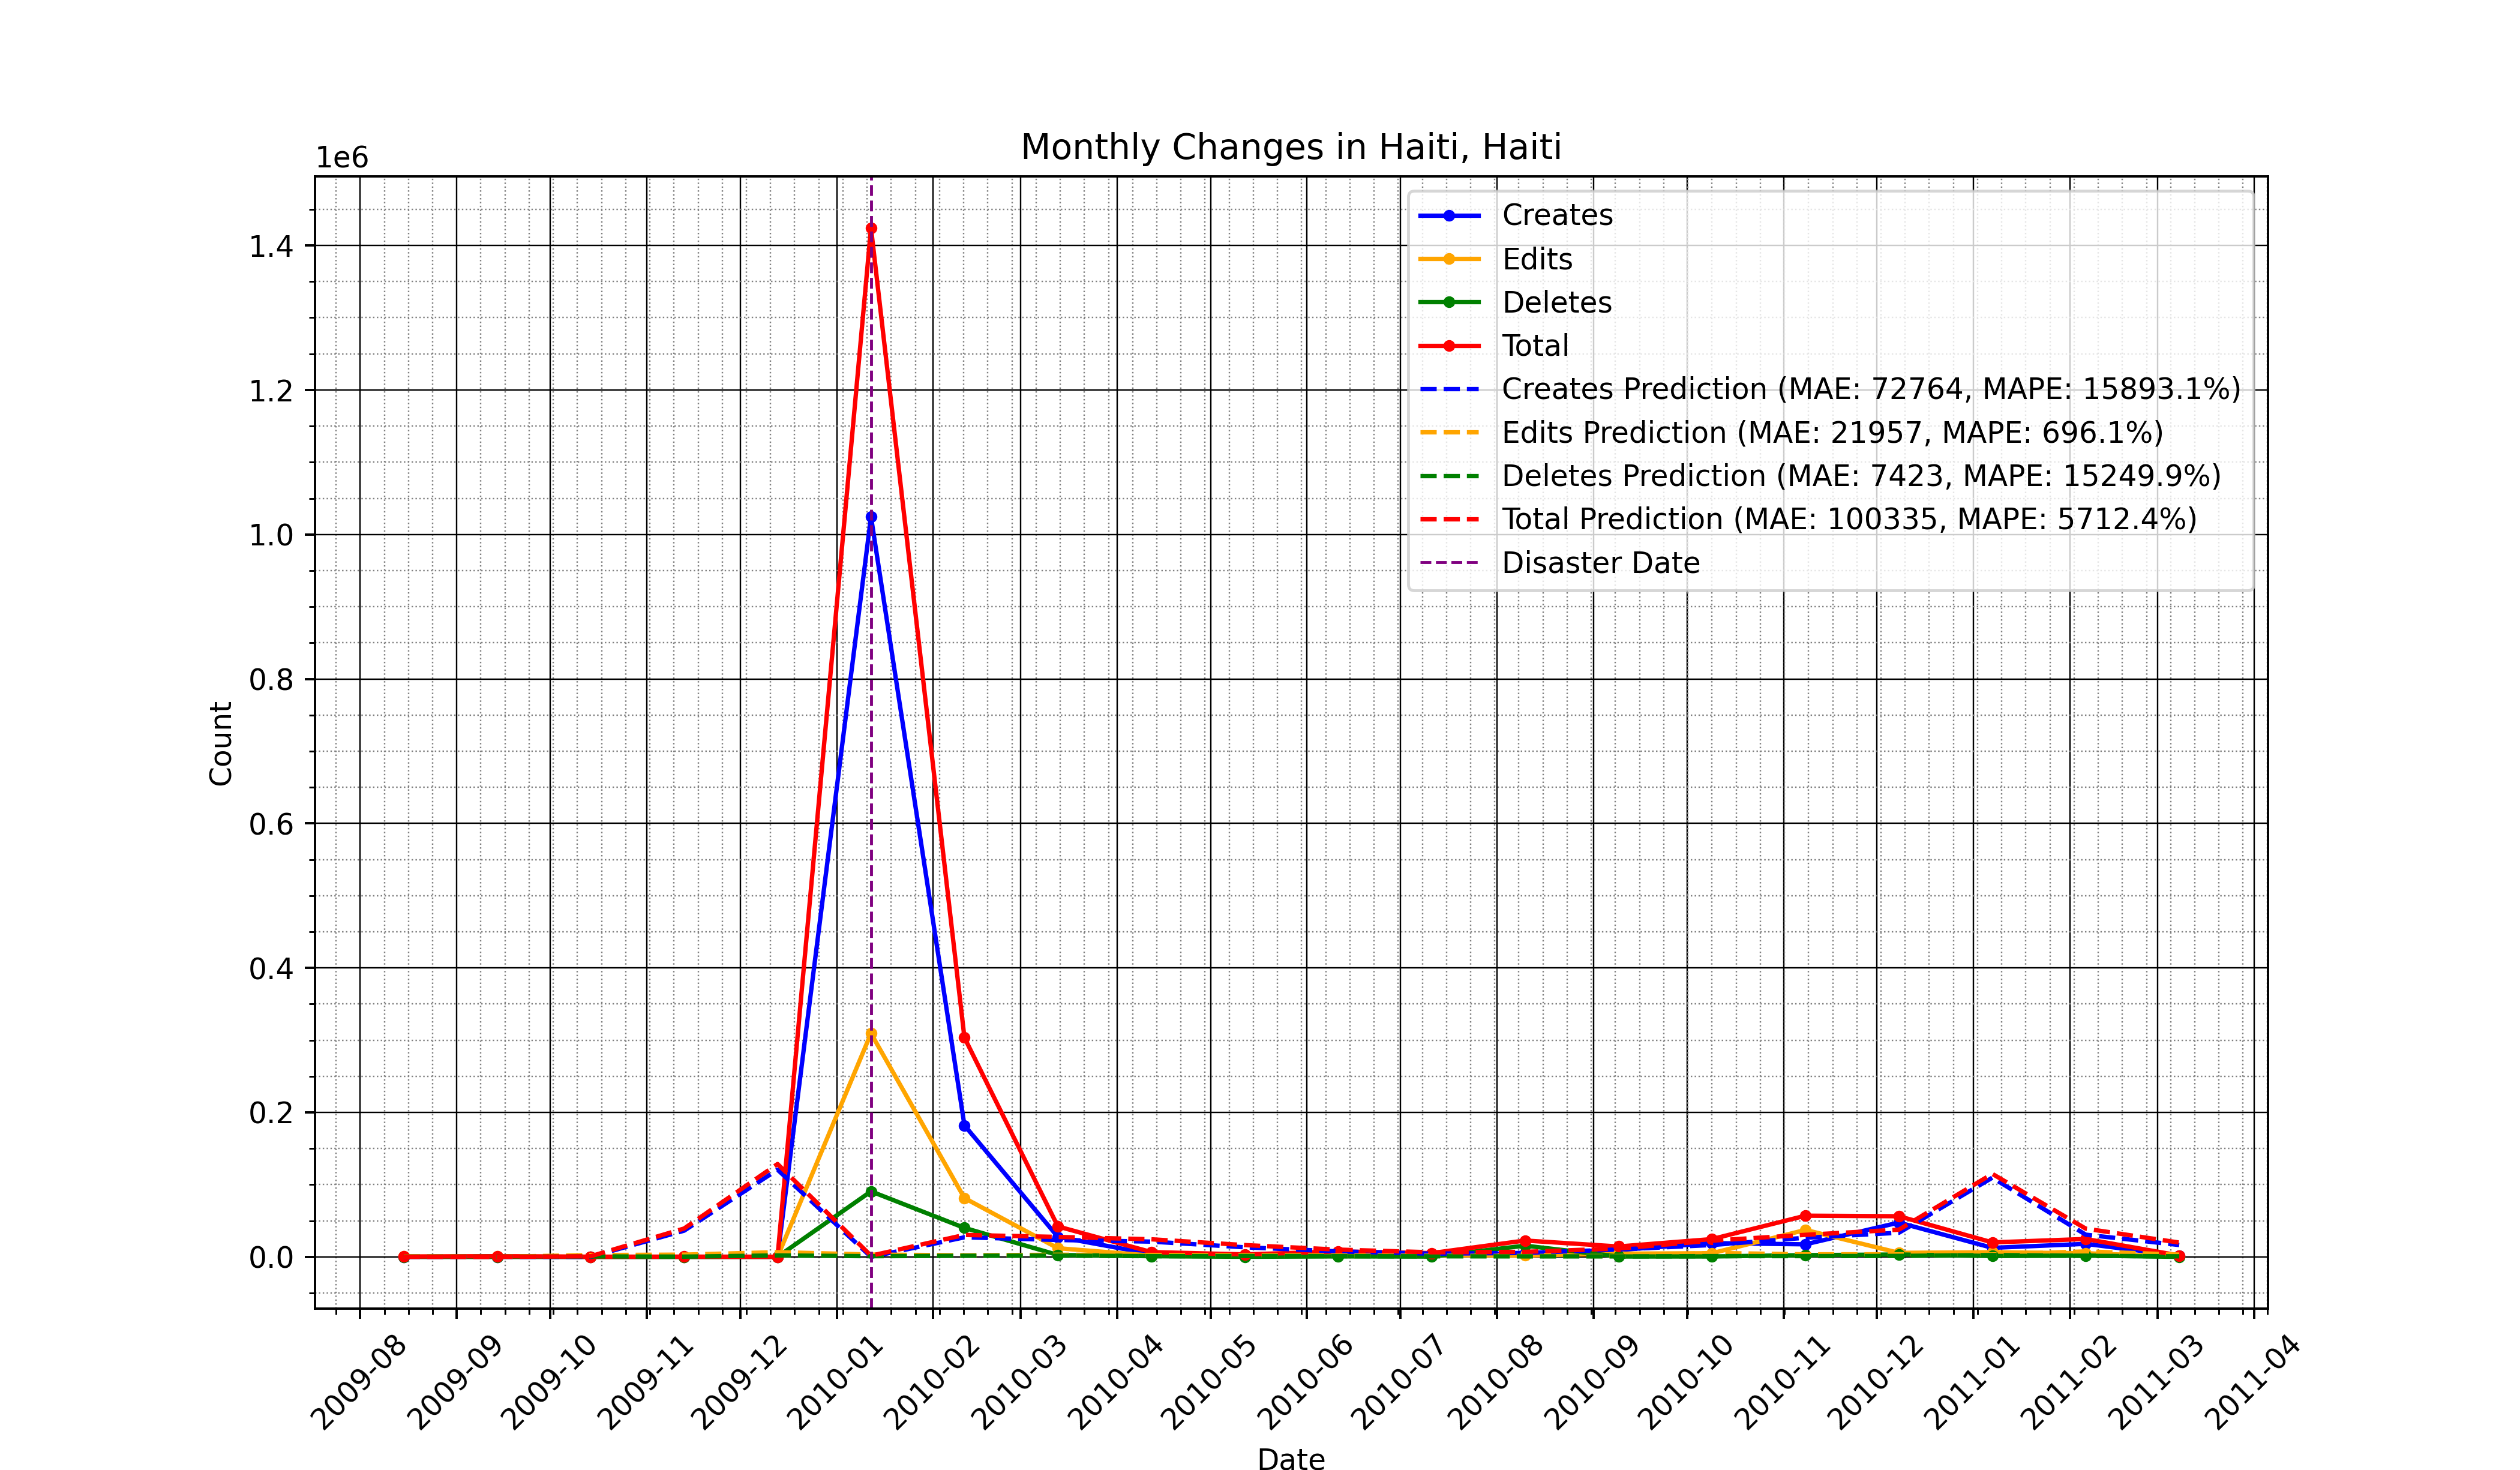 Monthly Changes in Haiti, Haiti
1e6
1.4
1.2
1.0
0.8
0.6
0.4
0.2
0.0
Count
Creates
Edits
Deletes
Total
Creates Prediction (MAE: 72764, MAPE: 15893.1%)
Edits Prediction (MAE: 21957, MAPE: 696.1%)
Deletes Prediction (MAE: 7423, MAPE: 15249.9%)
Total Prediction (MAE: 100335, MAPE: 5712.4%)
Disaster Date
2009-08
2009-09
2009-10
2009-11
2009-12
2010-01
2010-02
2010-03
2010-04
2010-05
2010-06
2010-07
2010-08
2010-09
2010-10
2010-11
2010-12
2011-01
2011-02
2011-03
2011-04
Date